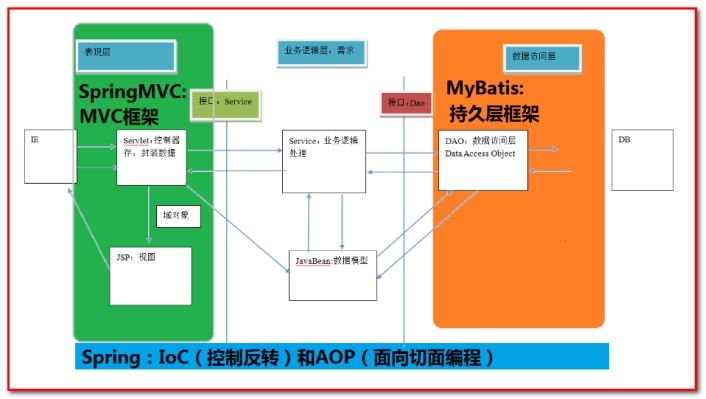 表现层
业务逻辑层，需求
数据访问层
SpringMVC:
MVC框架
接口：Service
接口：Dao
MyBatis:
持久层框架
IE
Servlet：控制器
存：封装数据
Service，业务逻辑
处理
DAO，数据访问层
Data Access Object
DB
域对象
JSP：视图
JavaBean:数据模型
Spring：IoC（控制反转）和AOP（面向切面编程）